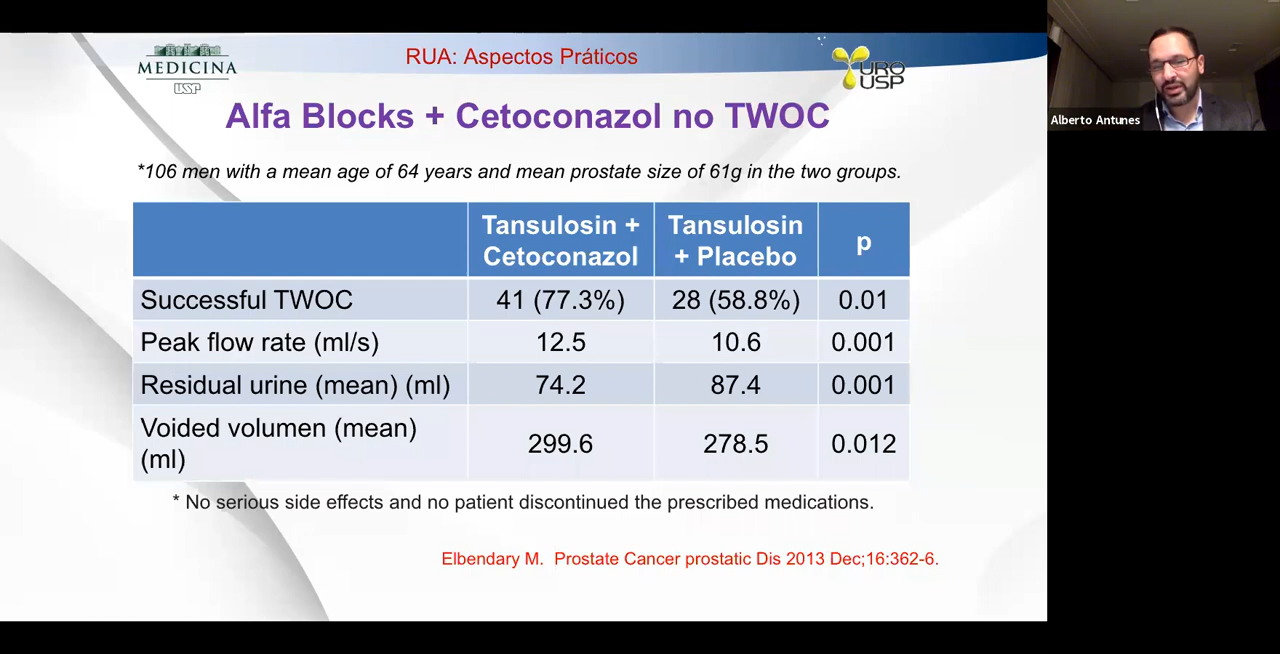 MEDICINA
USP
RUA: Aspectos Práticos
URO
USP
Alfa Blocks + Cetoconazol no TWOC
*106 men with a mean age of 64 years and mean prostate size of 61g in the two groups.
Tansulosin + Cetoconazol
Tansulosin + Placebo
p
Successful TWOC 41 (77.3%) 28 (58.8%) 0.01
Peak flow rate (ml/s) 12.5 10.6 0.001
Residual urine (mean) (ml) 74.2 87.4 0.001
Voided volumen (mean) (ml) 299.6 278.5 0.012
* No serious side effects and no patient discontinued the prescribed medications.
Elbendary M. Prostate Cancer prostatic Dis 2013 Dec;16:362-6.
Alberto Antunes